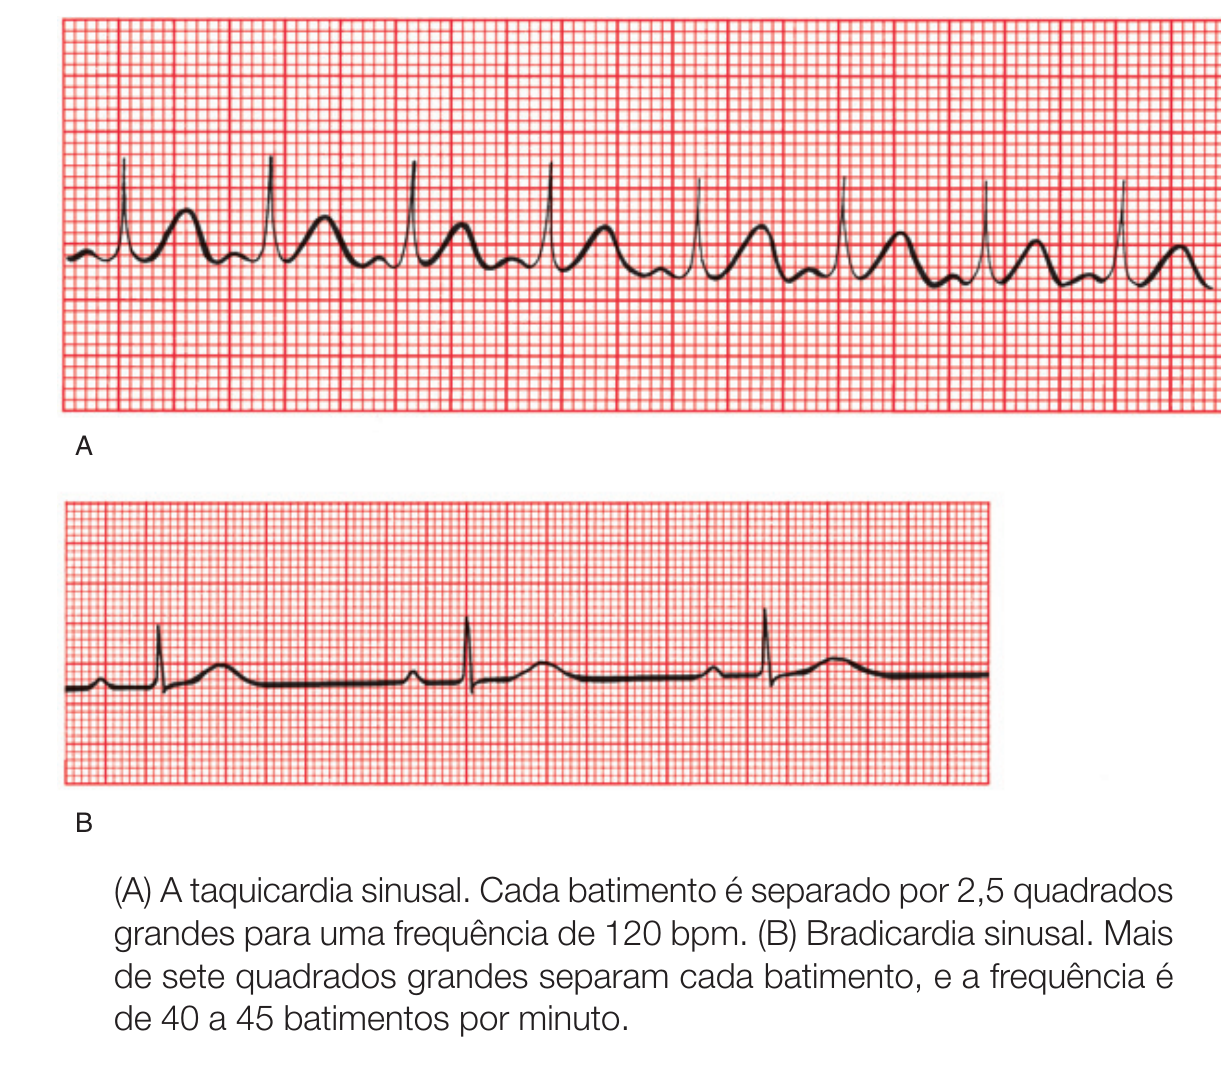 A
B
(A) A taquicardia sinusal. Cada batimento é separado por 2,5 quadrados
grandes para uma frequência de 120 bpm. (B) Bradicardia sinusal. Mais
de sete quadrados grandes separam cada batimento, e a frequência é
de 40 a 45 batimentos por minuto.